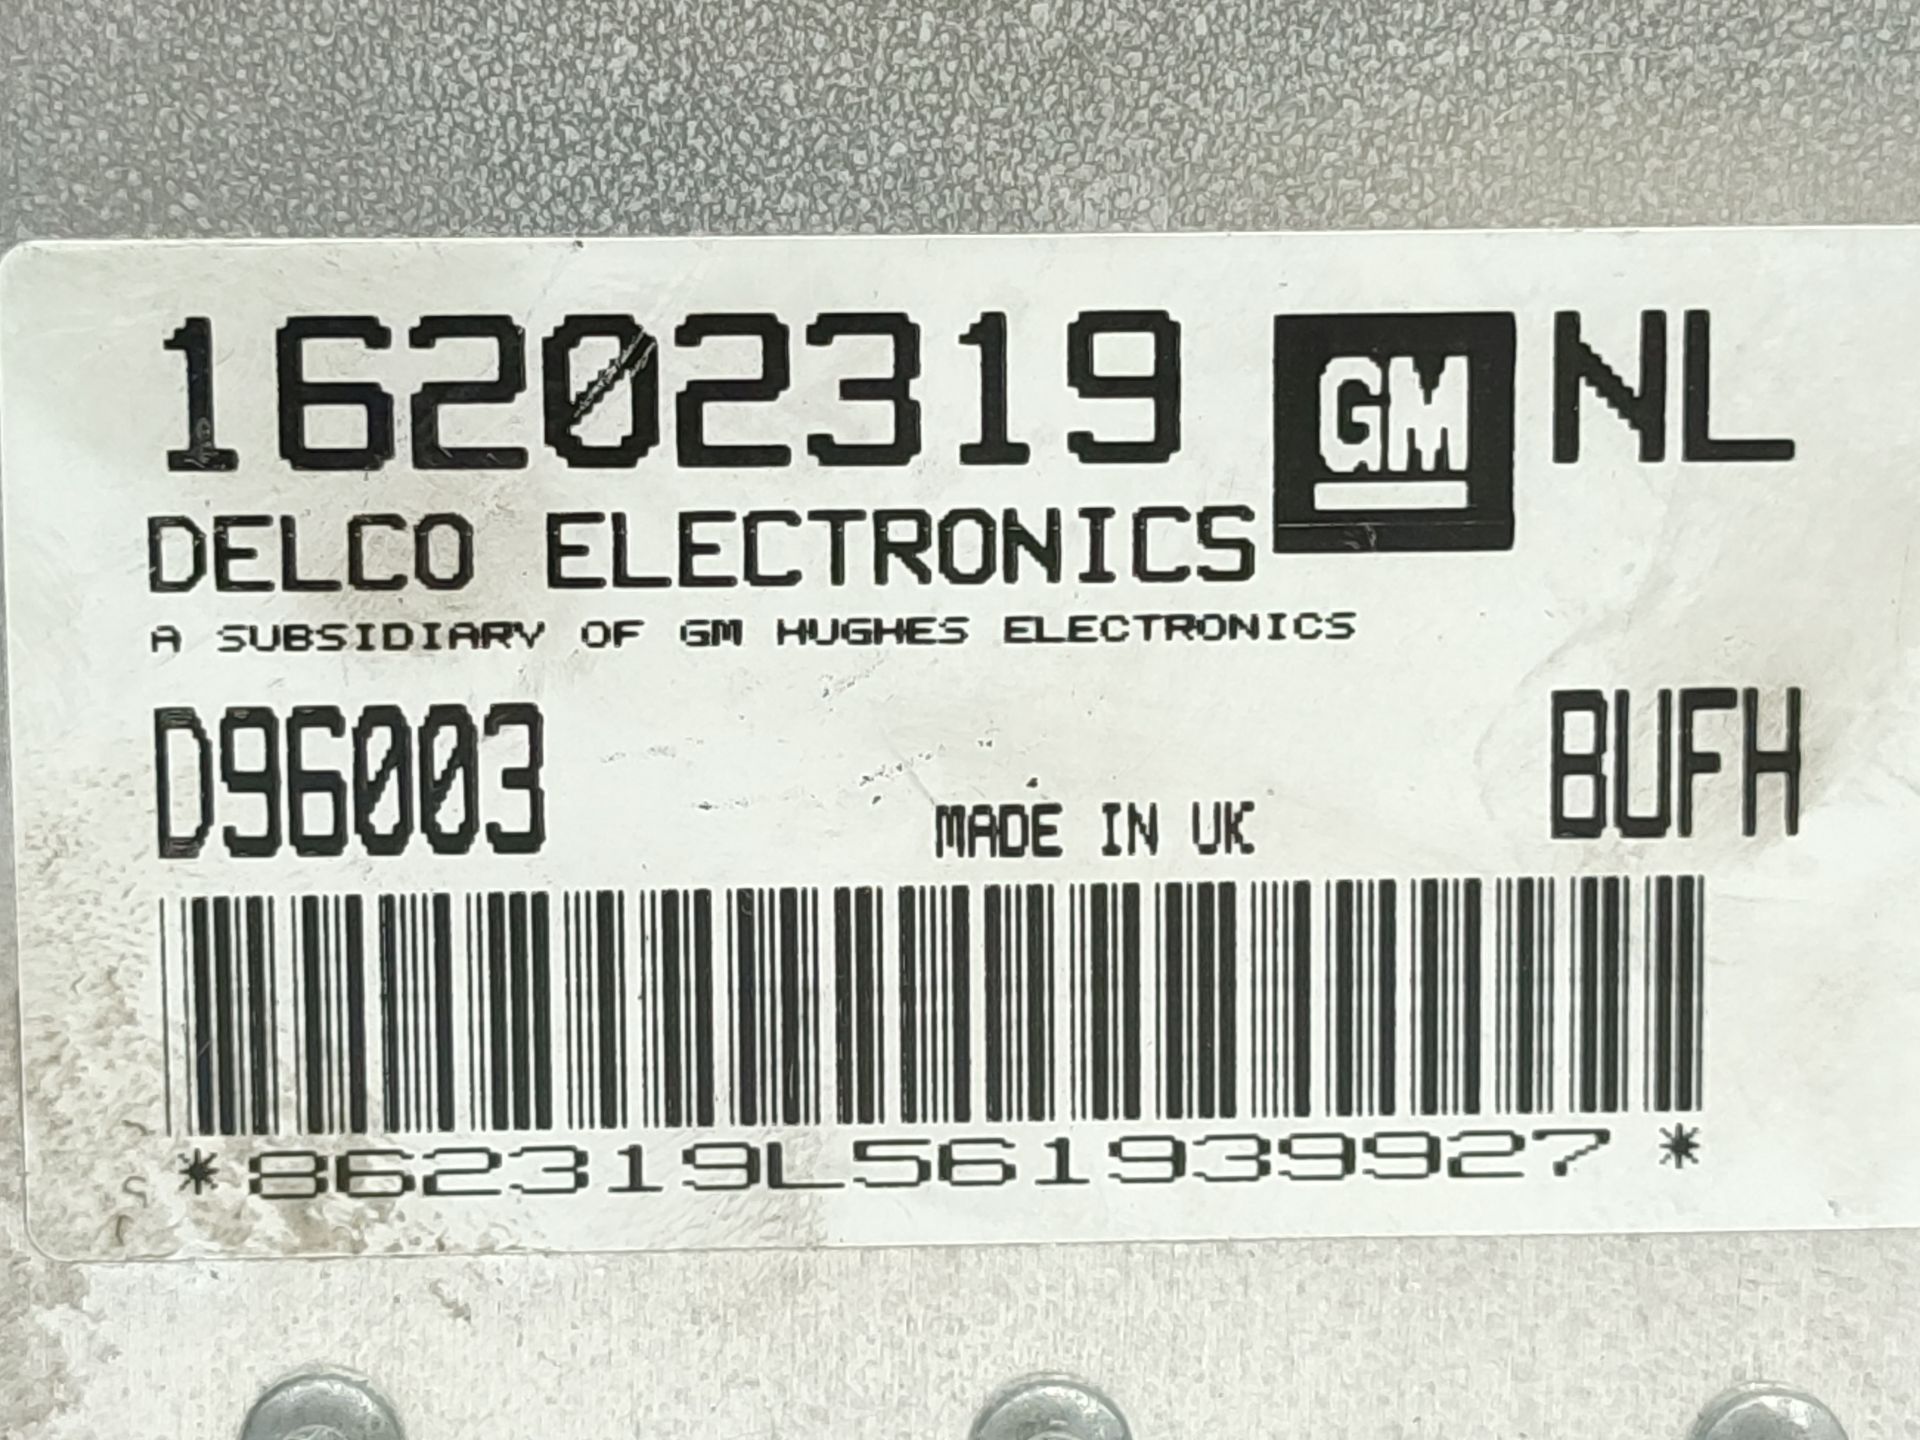 16202319 GM NL
DELCO ELECTRONICS
A SUBSIDIARY OF GM HUGHES ELECTRONICS
D96003 MADE IN UK BUFH
*862319L561939927*